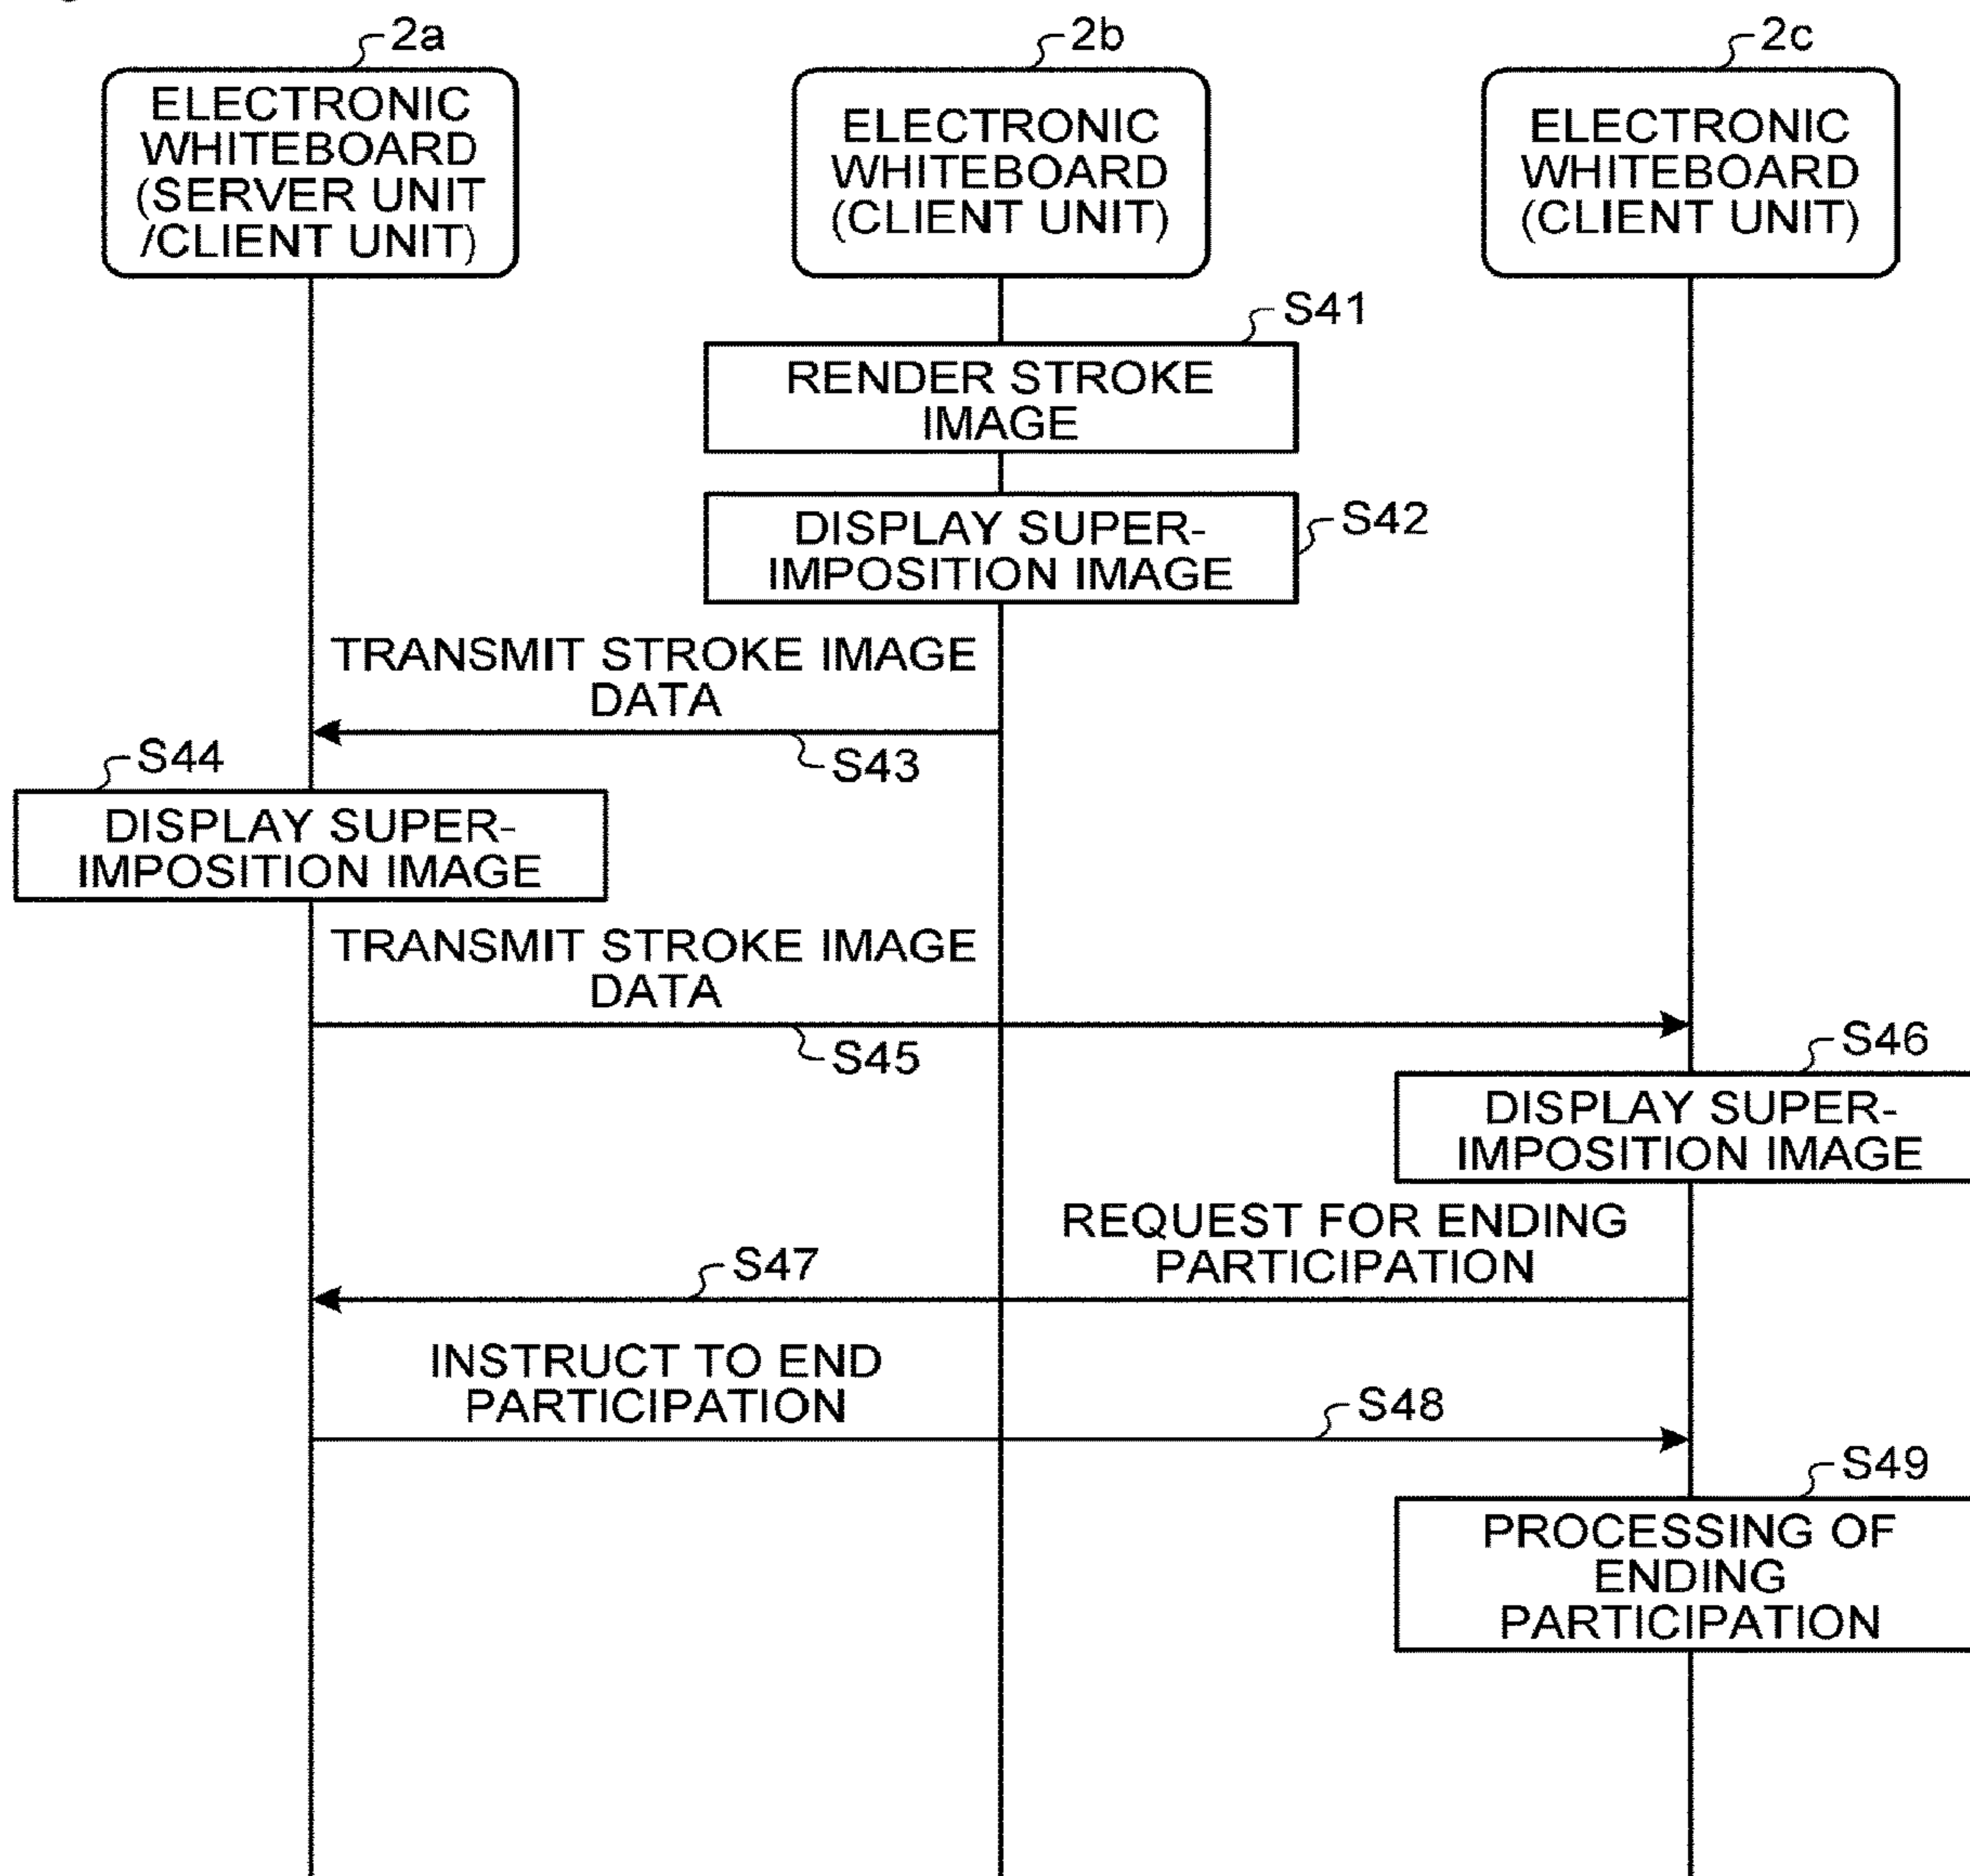 2a
2b
2c
ELECTRONIC
WHITEBOARD
(SERVER UNIT
/CLIENT UNIT)
ELECTRONIC
WHITEBOARD
(CLIENT UNIT)
ELECTRONIC
WHITEBOARD
(CLIENT UNIT)
S41
RENDER STROKE
IMAGE
S42
DISPLAY SUPER-
IMPOSITION IMAGE
TRANSMIT STROKE IMAGE
DATA
S43
S44
DISPLAY SUPER-
IMPOSITION IMAGE
TRANSMIT STROKE IMAGE
DATA
S45
S46
DISPLAY SUPER-
IMPOSITION IMAGE
REQUEST FOR ENDING
PARTICIPATION
S47
INSTRUCT TO END
PARTICIPATION
S48
S49
PROCESSING OF
ENDING
PARTICIPATION